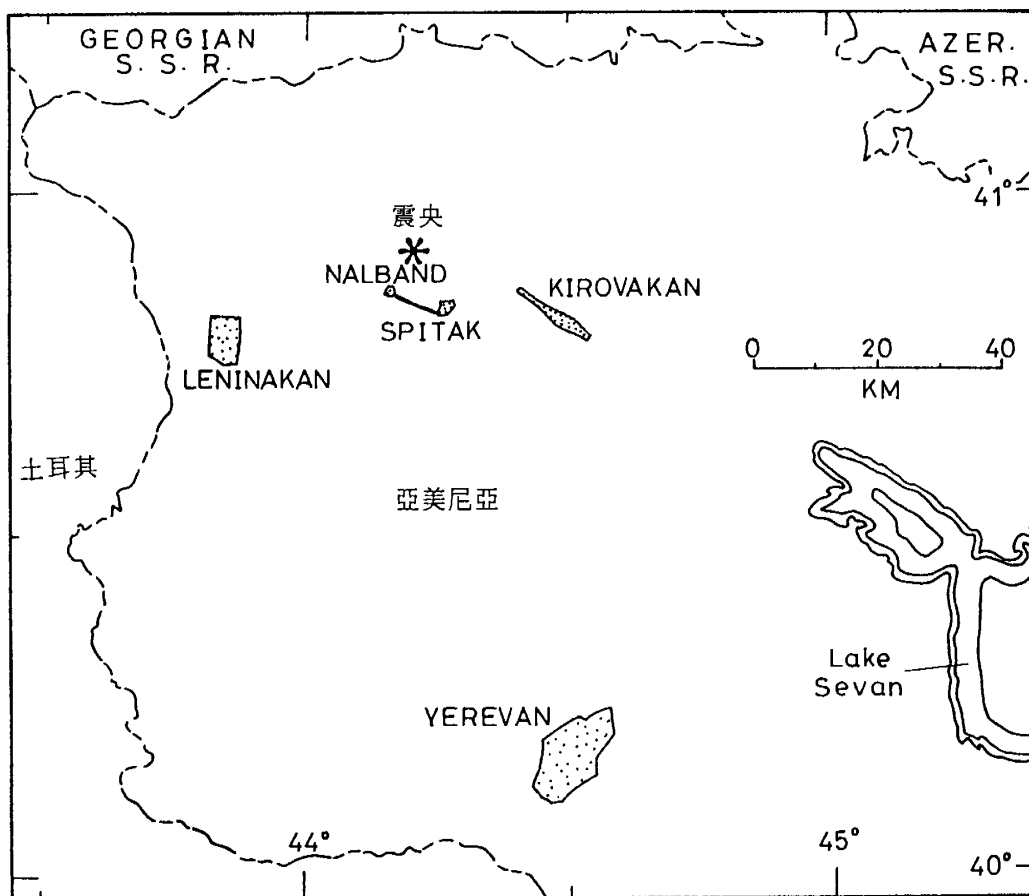 GEORGIAN
S. S. R.
AZER.
S.S.R.
41°
震央
NALBAND
KIROVAKAN
SPITAK
LENINAKAN
0 20 40
KM
土耳其
亞美尼亞
Lake
Sevan
YEREVAN
44°
45°
40°